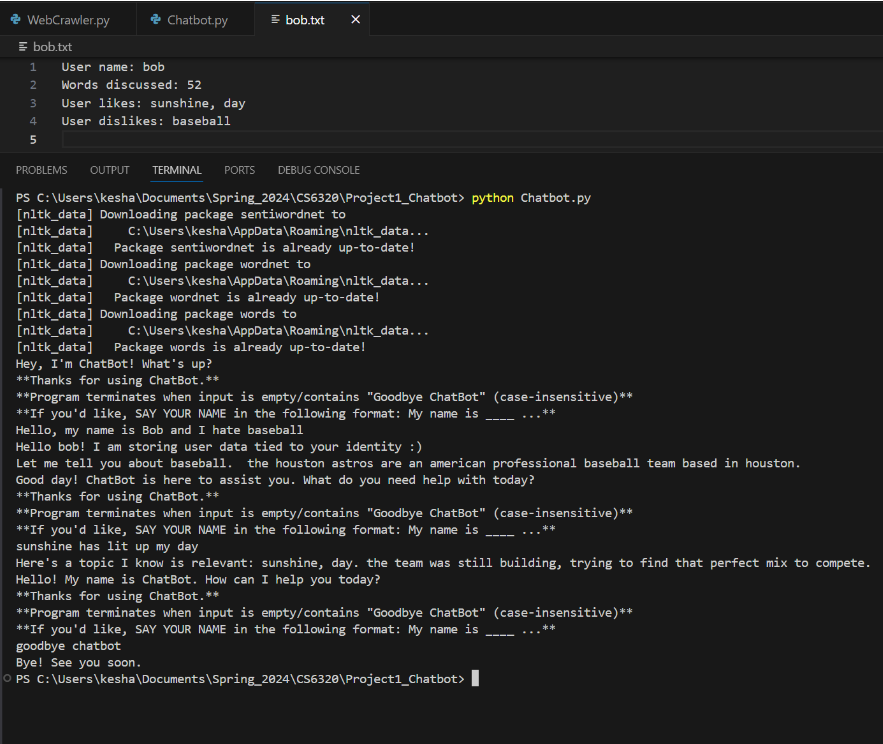 WebCrawler.py Chatbot.py bob.txt
bob.txt
1 User name: bob
2 Words discussed: 52
3 User likes: sunshine, day
4 User dislikes: baseball
5
PROBLEMS OUTPUT TERMINAL PORTS DEBUG CONSOLE
PS C:\Users\kesha\Documents\Spring_2024\CS6320\Project1_Chatbot> python Chatbot.py
[nltk_data] Downloading package sentiwordnet to
[nltk_data]     C:\Users\kesha\AppData\Roaming\nltk_data...
[nltk_data]   Package sentiwordnet is already up-to-date!
[nltk_data] Downloading package wordnet to
[nltk_data]     C:\Users\kesha\AppData\Roaming\nltk_data...
[nltk_data]   Package wordnet is already up-to-date!
[nltk_data] Downloading package words to
[nltk_data]     C:\Users\kesha\AppData\Roaming\nltk_data...
[nltk_data]   Package words is already up-to-date!
Hey, I'm ChatBot! What's up?
**Thanks for using ChatBot.**
**Program terminates when input is empty/contains "Goodbye ChatBot" (case-insensitive)**
**If you'd like, SAY YOUR NAME in the following format: My name is ____ ...**
Hello, my name is Bob and I hate baseball
Hello bob! I am storing user data tied to your identity :)
Let me tell you about baseball.  the houston astros are an american professional baseball team based in houston.
Good day! ChatBot is here to assist you. What do you need help with today?
**Thanks for using ChatBot.**
**Program terminates when input is empty/contains "Goodbye ChatBot" (case-insensitive)**
**If you'd like, SAY YOUR NAME in the following format: My name is ____ ...**
sunshine has lit up my day
Here's a topic I know is relevant: sunshine, day. the team was still building, trying to find that perfect mix to compete.
Hello! My name is ChatBot. How can I help you today?
**Thanks for using ChatBot.**
**Program terminates when input is empty/contains "Goodbye ChatBot" (case-insensitive)**
**If you'd like, SAY YOUR NAME in the following format: My name is ____ ...**
goodbye chatbot
Bye! See you soon.
PS C:\Users\kesha\Documents\Spring_2024\CS6320\Project1_Chatbot>